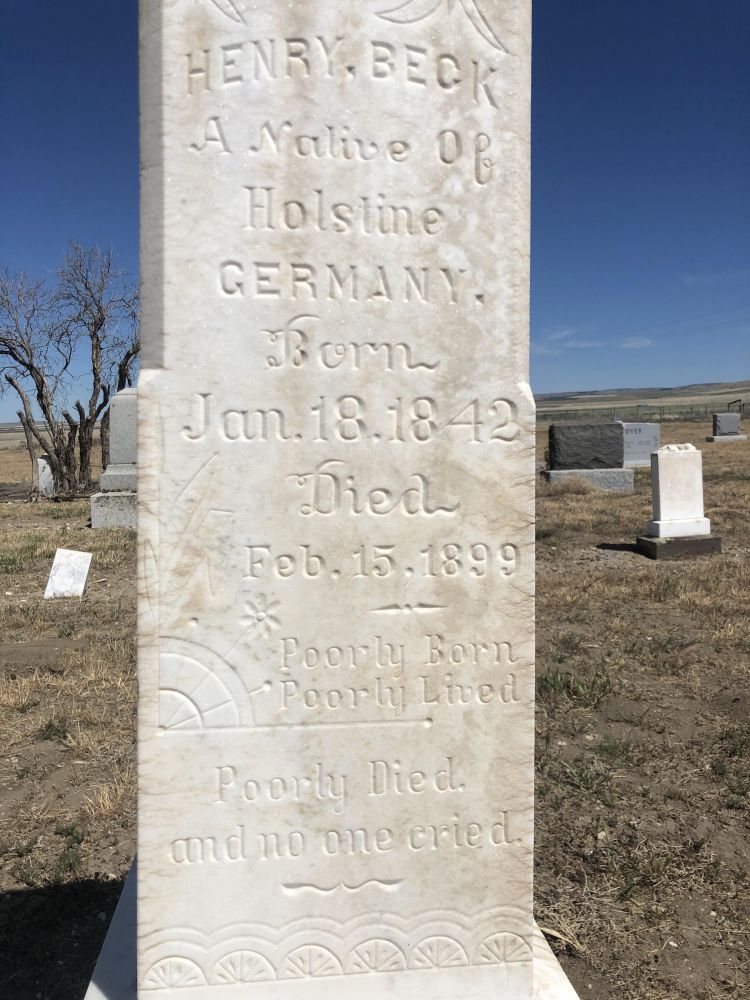 HENRY. BECK
A Native Of
Holstine
GERMANY.
Born
Jan. 18. 1842
Died
Feb. 15. 1899
Poorly Born
Poorly Lived
Poorly Died.
and no one cried.